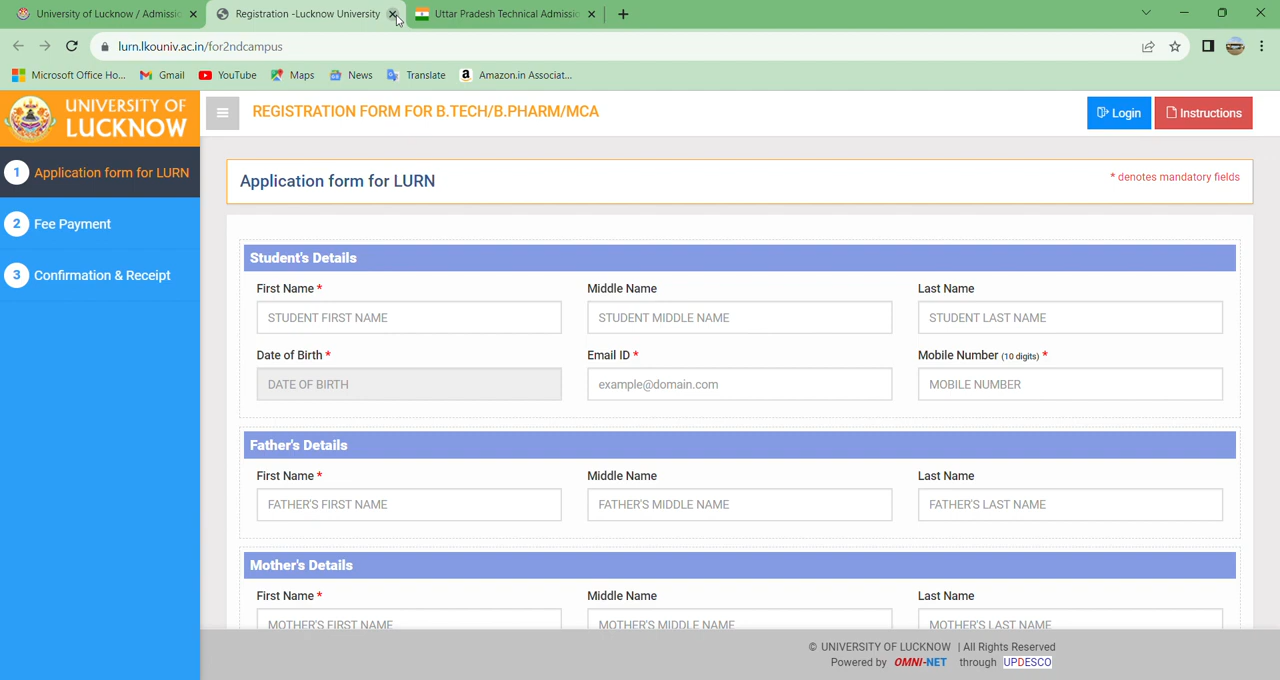 University of Lucknow / Admissi
Registration -Lucknow University
Uttar Pradesh Technical Admissio
lurn.lkouniv.ac.in/for2ndcampus
Microsoft Office Ho...
Gmail
YouTube
Maps
News
Translate
Amazon.in Associat...
UNIVERSITY OF
LUCKNOW
REGISTRATION FORM FOR B.TECH/B.PHARM/MCA
Login
Instructions
1 Application form for LURN
2 Fee Payment
3 Confirmation & Receipt
Application form for LURN
* denotes mandatory fields
Student's Details
First Name *
Middle Name
Last Name
STUDENT FIRST NAME
STUDENT MIDDLE NAME
STUDENT LAST NAME
Date of Birth *
Email ID *
Mobile Number (10 digits) *
DATE OF BIRTH
example@domain.com
MOBILE NUMBER
Father's Details
First Name *
Middle Name
Last Name
FATHER'S FIRST NAME
FATHER'S MIDDLE NAME
FATHER'S LAST NAME
Mother's Details
First Name *
Middle Name
Last Name
MOTHER'S FIRST NAME
MOTHER'S MIDDLE NAME
MOTHER'S LAST NAME
© UNIVERSITY OF LUCKNOW | All Rights Reserved
Powered by OMNI-NET through UPDESCO